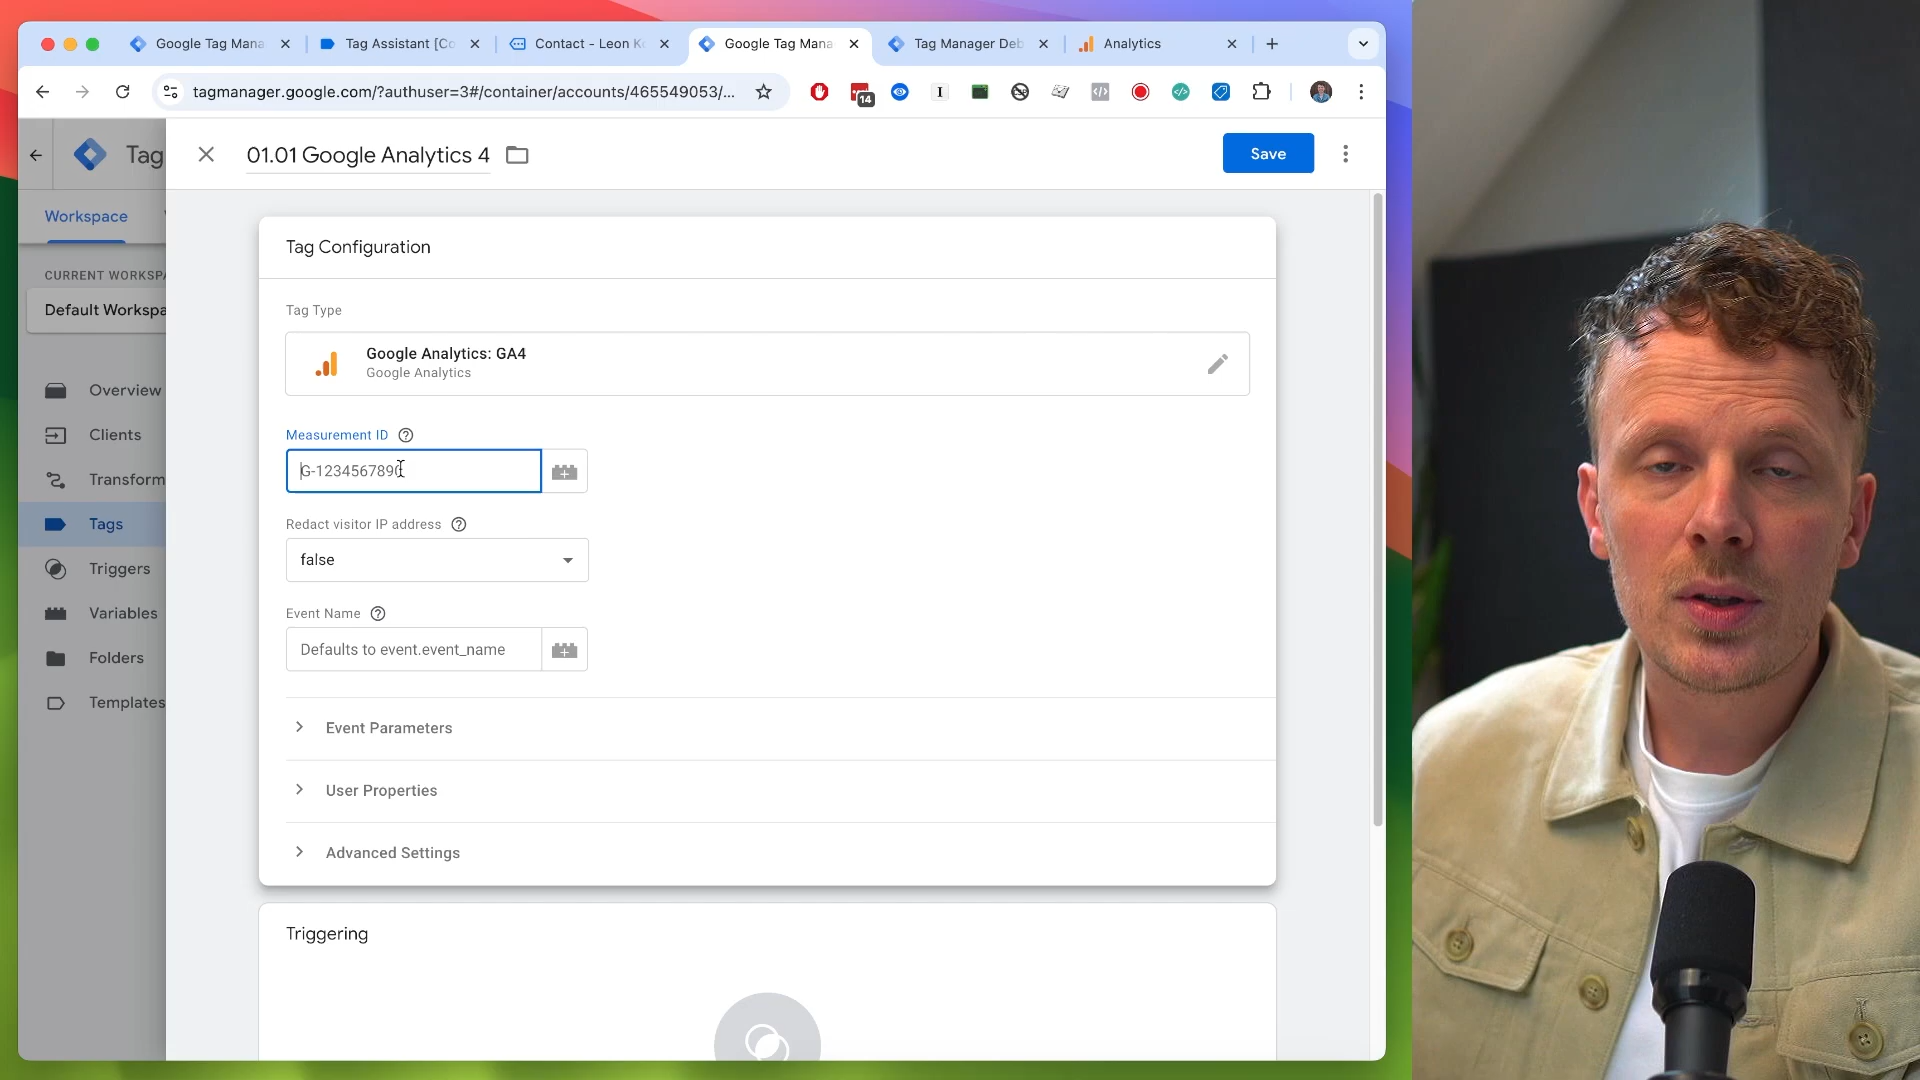 Google Tag Mana
Tag Assistant [Co
Contact - Leon K
Google Tag Mana
Tag Manager Deb
Analytics
tagmanager.google.com/?authuser=3#/container/accounts/465549053/...
14
Tag
01.01 Google Analytics 4
Save
Workspace
CURRENT WORKSPA
Default Workspa
Overview
Clients
Transform
Tags
Triggers
Variables
Folders
Templates
Tag Configuration
Tag Type
Google Analytics: GA4
Google Analytics
Measurement ID
G-1234567890
Redact visitor IP address
false
Event Name
Defaults to event.event_name
Event Parameters
User Properties
Advanced Settings
Triggering